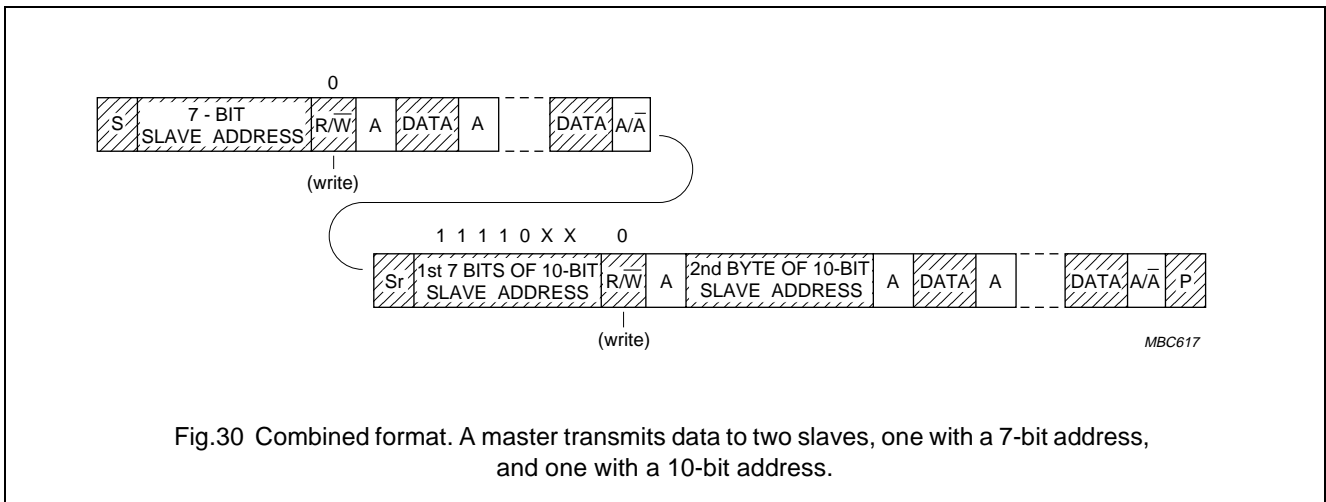 0
S 7 - BIT SLAVE ADDRESS R/W̅ A DATA A DATA A/A̅
(write)
1 1 1 1 0 X X 0
Sr 1st 7 BITS OF 10-BIT SLAVE ADDRESS R/W̅ A 2nd BYTE OF 10-BIT SLAVE ADDRESS A DATA A DATA A/A̅ P
(write)
MBC617
Fig.30 Combined format. A master transmits data to two slaves, one with a 7-bit address,
and one with a 10-bit address.